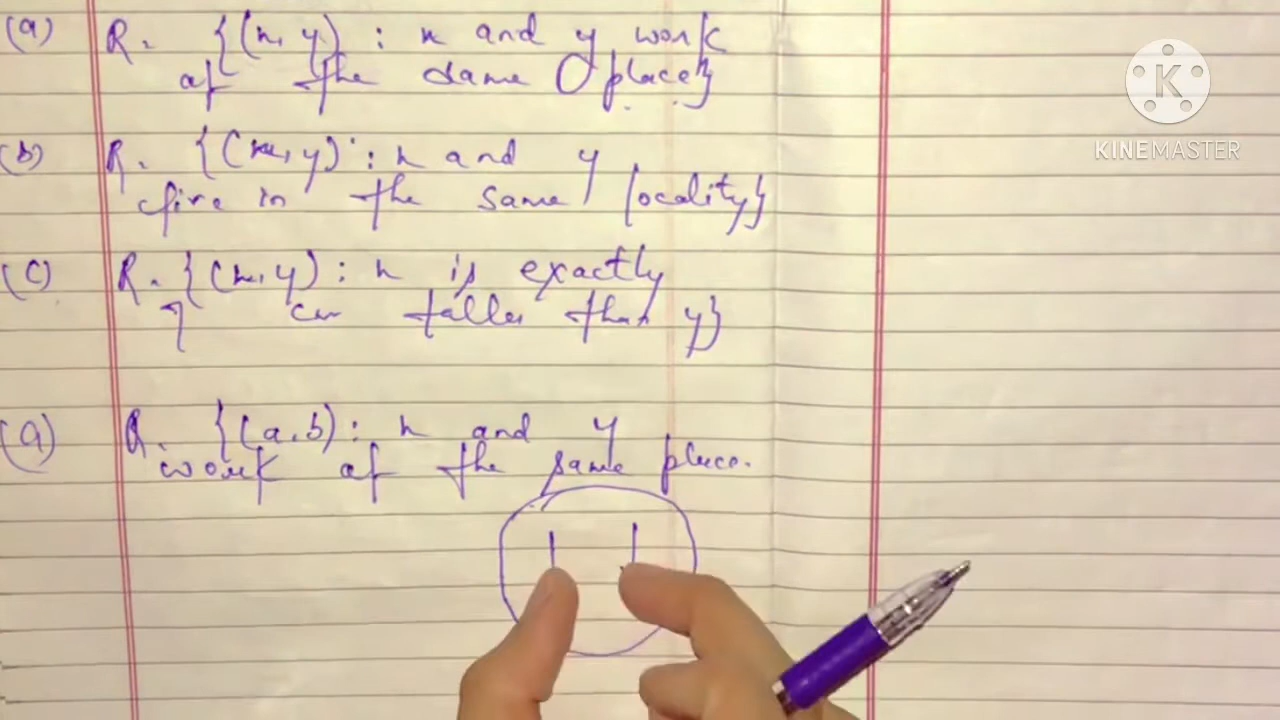 (a) R. {(x, y) : x and y work
at the same place}
(b) R. {(x, y) : x and y
live in the same locality}
(c) R. {(x, y) : x is exactly
7 cm taller than y}
(a) R. {(a, b) : x and y
work at the same place.
K
KINEMASTER